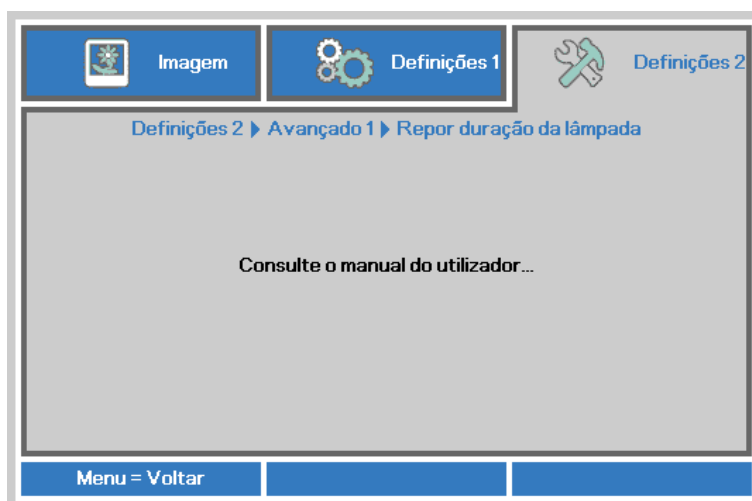 Imagem Definições 1 Definições 2
Definições 2 ▶ Avançado 1 ▶ Repor duração da lâmpada
Consulte o manual do utilizador...
Menu = Voltar